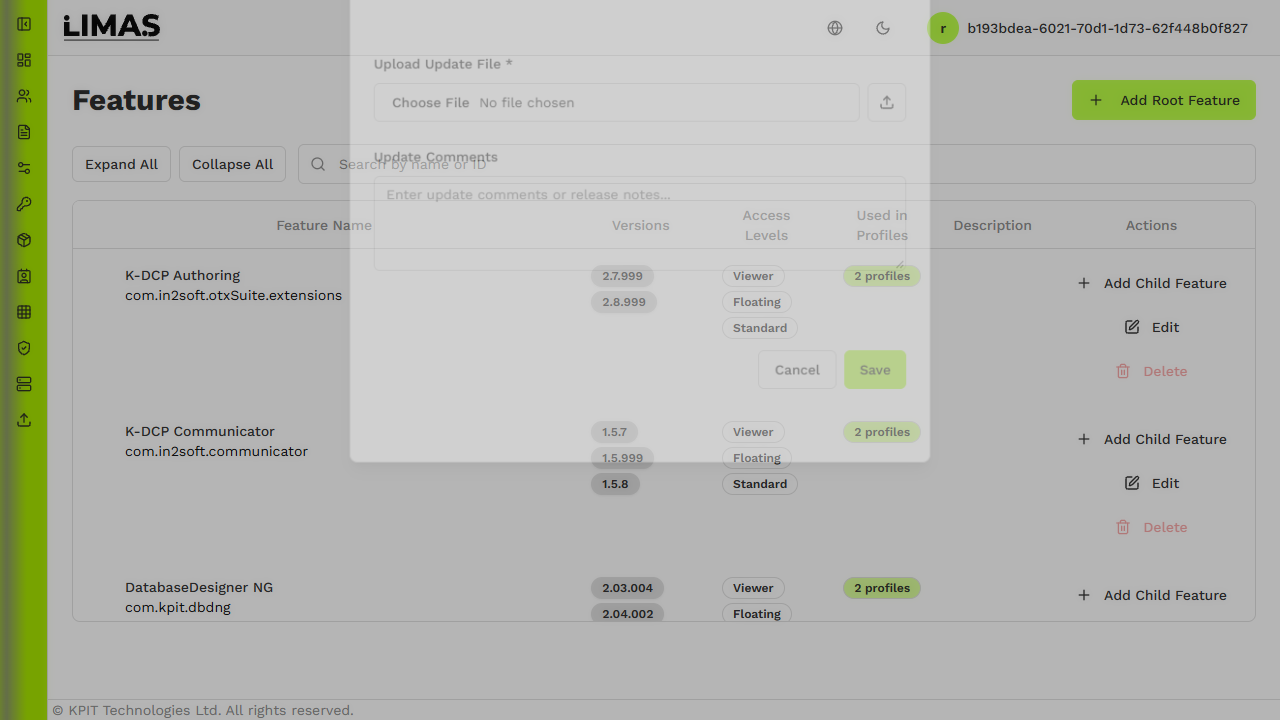 LIMAS
r
b193bdea-6021-70d1-1d73-62f448b0f827
Upload Update File *
Features
Choose File No file chosen
Add Root Feature
Update Comments
Expand All
Collapse All
Search by name or ID
Enter update comments or release notes...
Feature Name
Versions
Access
Levels
Used in
Profiles
Description
Actions
K-DCP Authoring
com.in2soft.otxSuite.extensions
2.7.999
2.8.999
Viewer
Floating
Standard
2 profiles
Add Child Feature
Edit
Delete
Cancel
Save
K-DCP Communicator
com.in2soft.communicator
1.5.7
1.5.999
1.5.8
Viewer
Floating
Standard
2 profiles
Add Child Feature
Edit
Delete
DatabaseDesigner NG
com.kpit.dbdng
2.03.004
2.04.002
Viewer
Floating
2 profiles
Add Child Feature
© KPIT Technologies Ltd. All rights reserved.